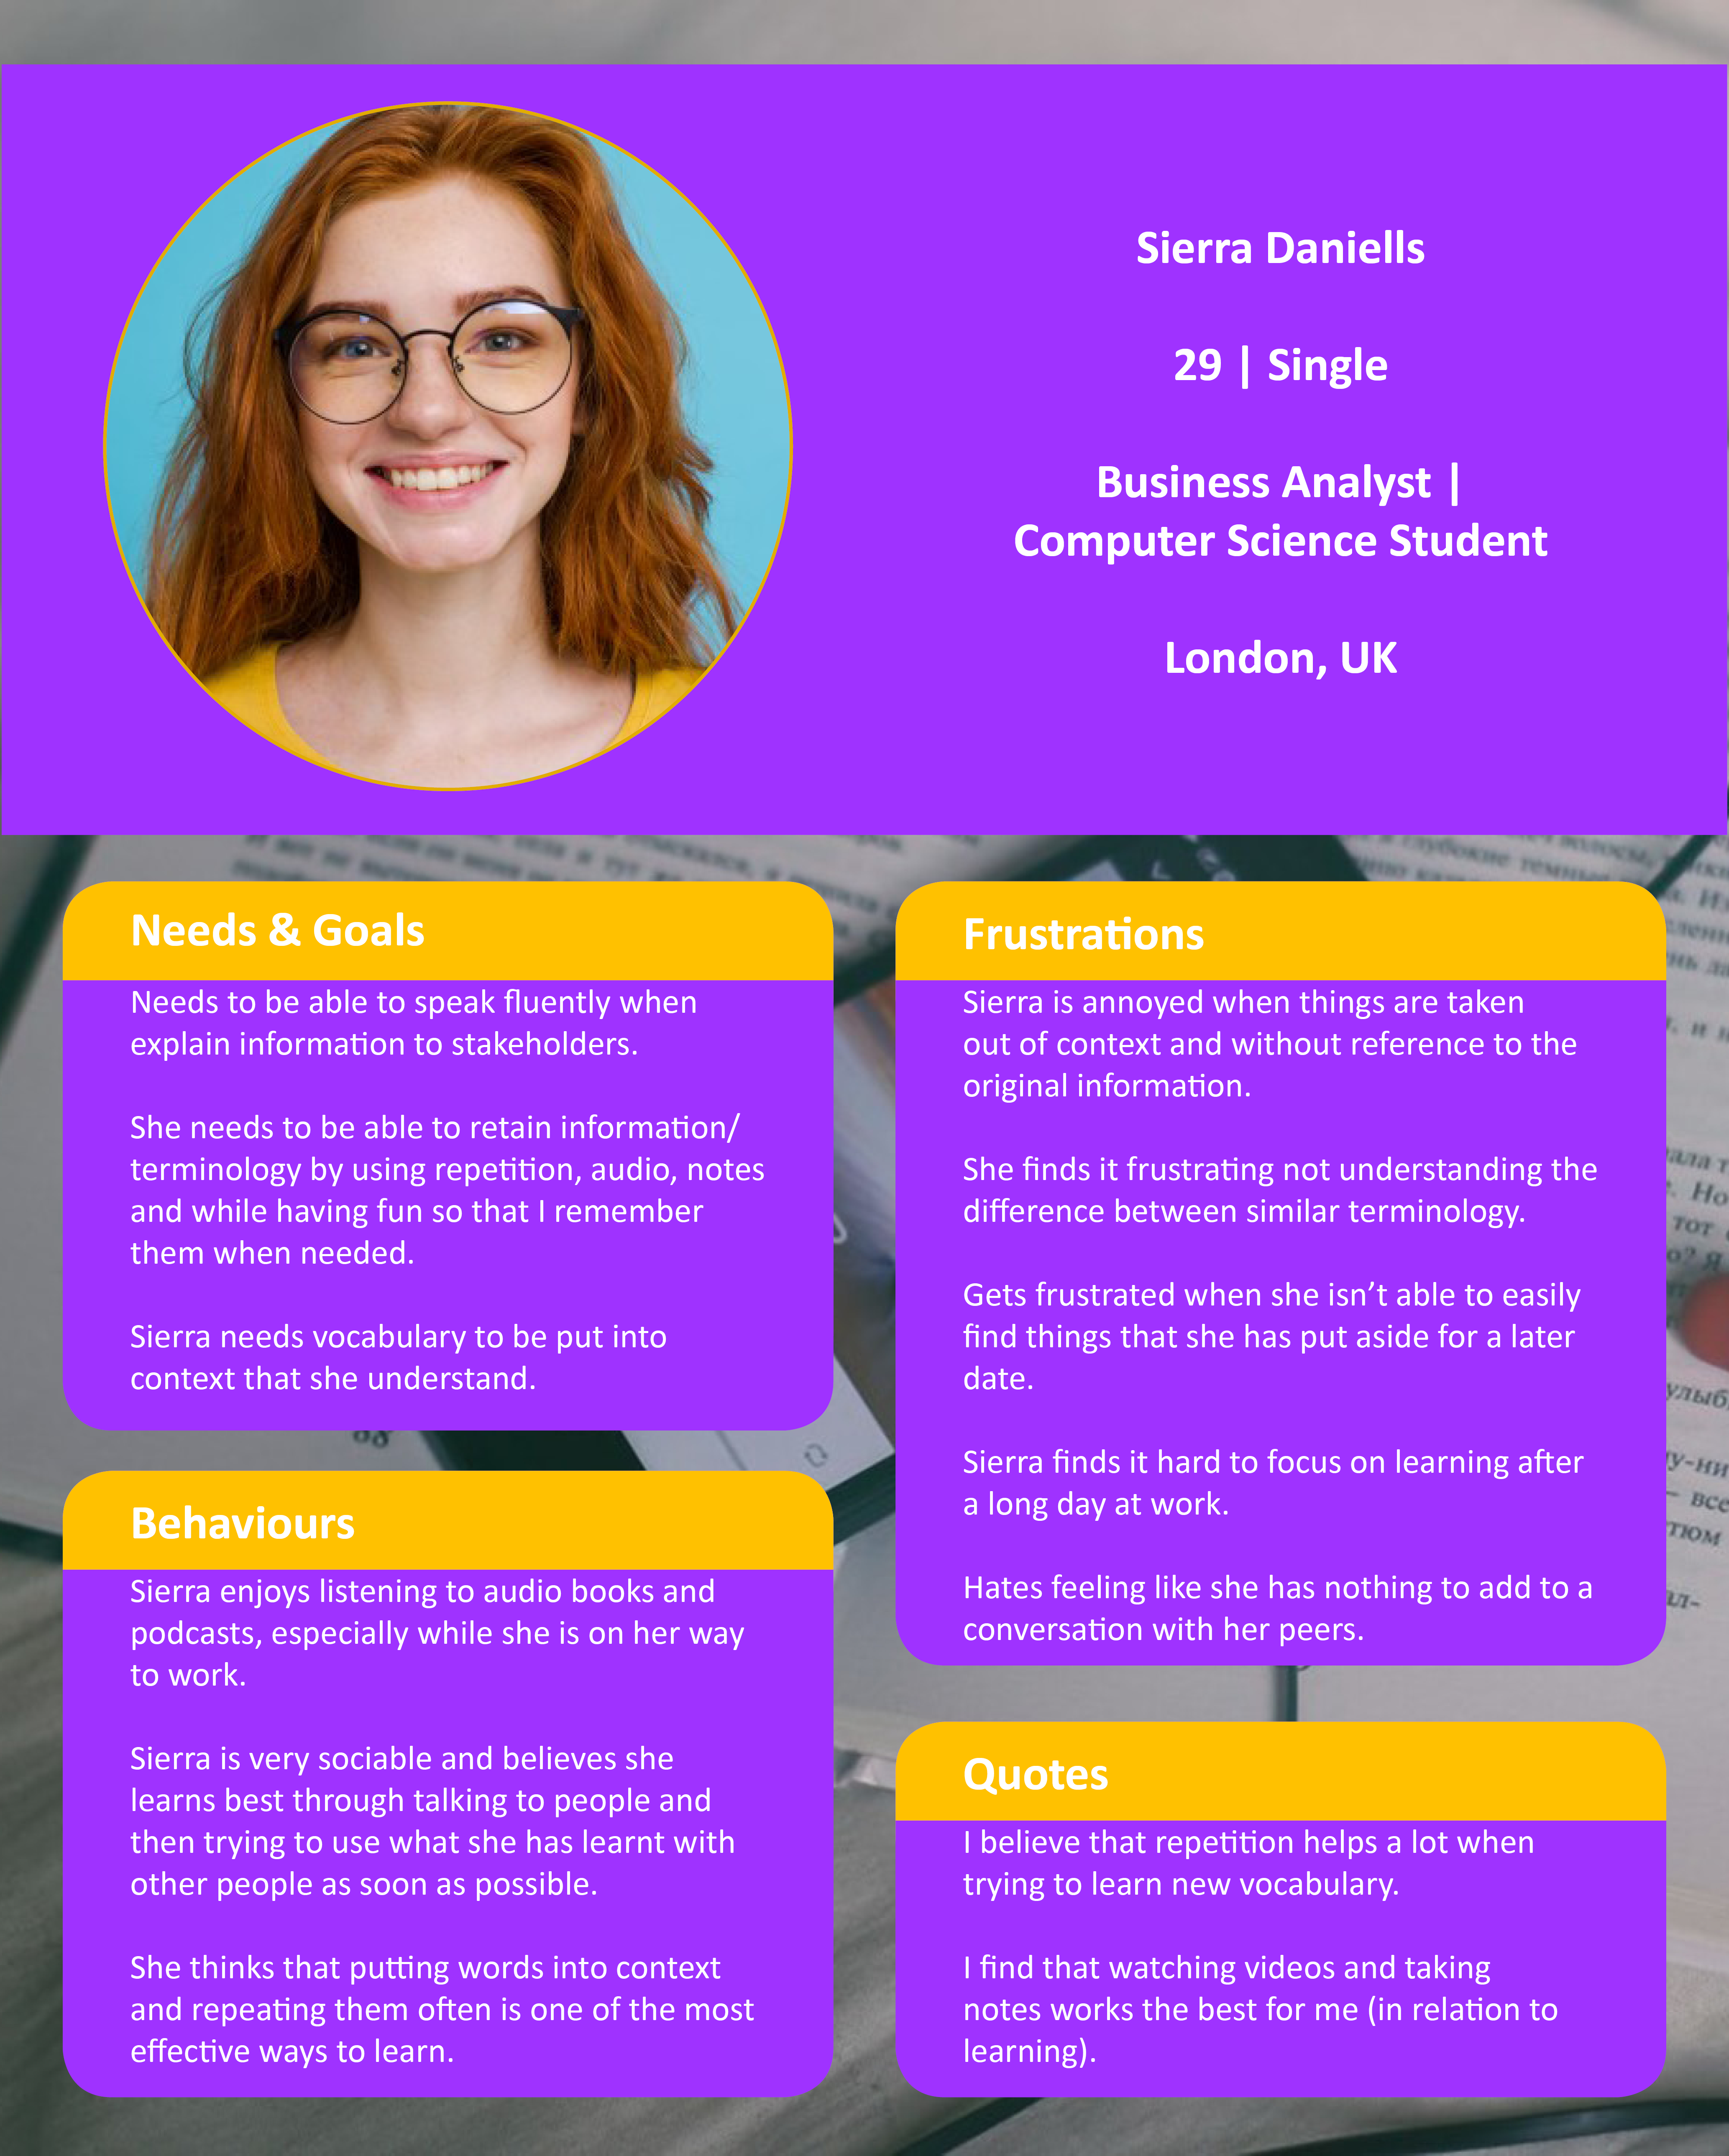 Sierra Daniells
29 | Single
Business Analyst |
Computer Science Student
London, UK
Needs & Goals
Needs to be able to speak fluently when
explain information to stakeholders.
She needs to be able to retain information/
terminology by using repetition, audio, notes
and while having fun so that I remember
them when needed.
Sierra needs vocabulary to be put into
context that she understand.
Behaviours
Sierra enjoys listening to audio books and
podcasts, especially while she is on her way
to work.
Sierra is very sociable and believes she
learns best through talking to people and
then trying to use what she has learnt with
other people as soon as possible.
She thinks that putting words into context
and repeating them often is one of the most
effective ways to learn.
Frustrations
Sierra is annoyed when things are taken
out of context and without reference to the
original information.
She finds it frustrating not understanding the
difference between similar terminology.
Gets frustrated when she isn’t able to easily
find things that she has put aside for a later
date.
Sierra finds it hard to focus on learning after
a long day at work.
Hates feeling like she has nothing to add to a
conversation with her peers.
Quotes
I believe that repetition helps a lot when
trying to learn new vocabulary.
I find that watching videos and taking
notes works the best for me (in relation to
learning).